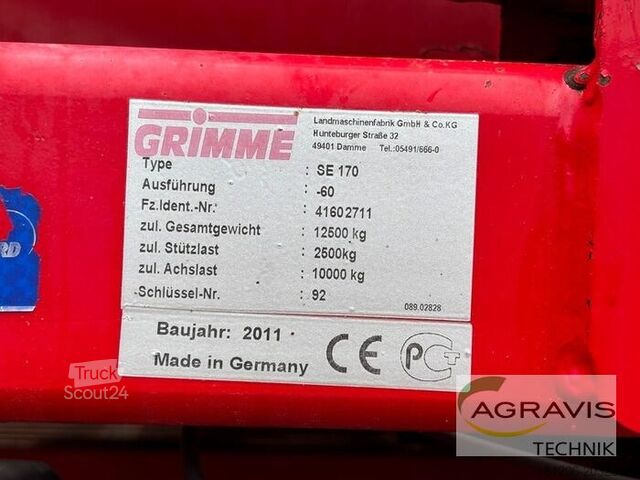 GRIMME
Landmaschinenfabrik GmbH & Co.KG
Hunteburger Straße 32
49401 Damme Tel.:05491/666-0
Type : SE 170
Ausführung : -60
Fz.Ident.-Nr. : 41602711
zul. Gesamtgewicht : 12500 kg
zul. Stützlast : 2500kg
zul. Achslast : 10000 kg
Schlüssel-Nr. : 92
089.02828
Baujahr: 2011
Made in Germany
CE
Truck
Scout24
AGRAVIS
TECHNIK